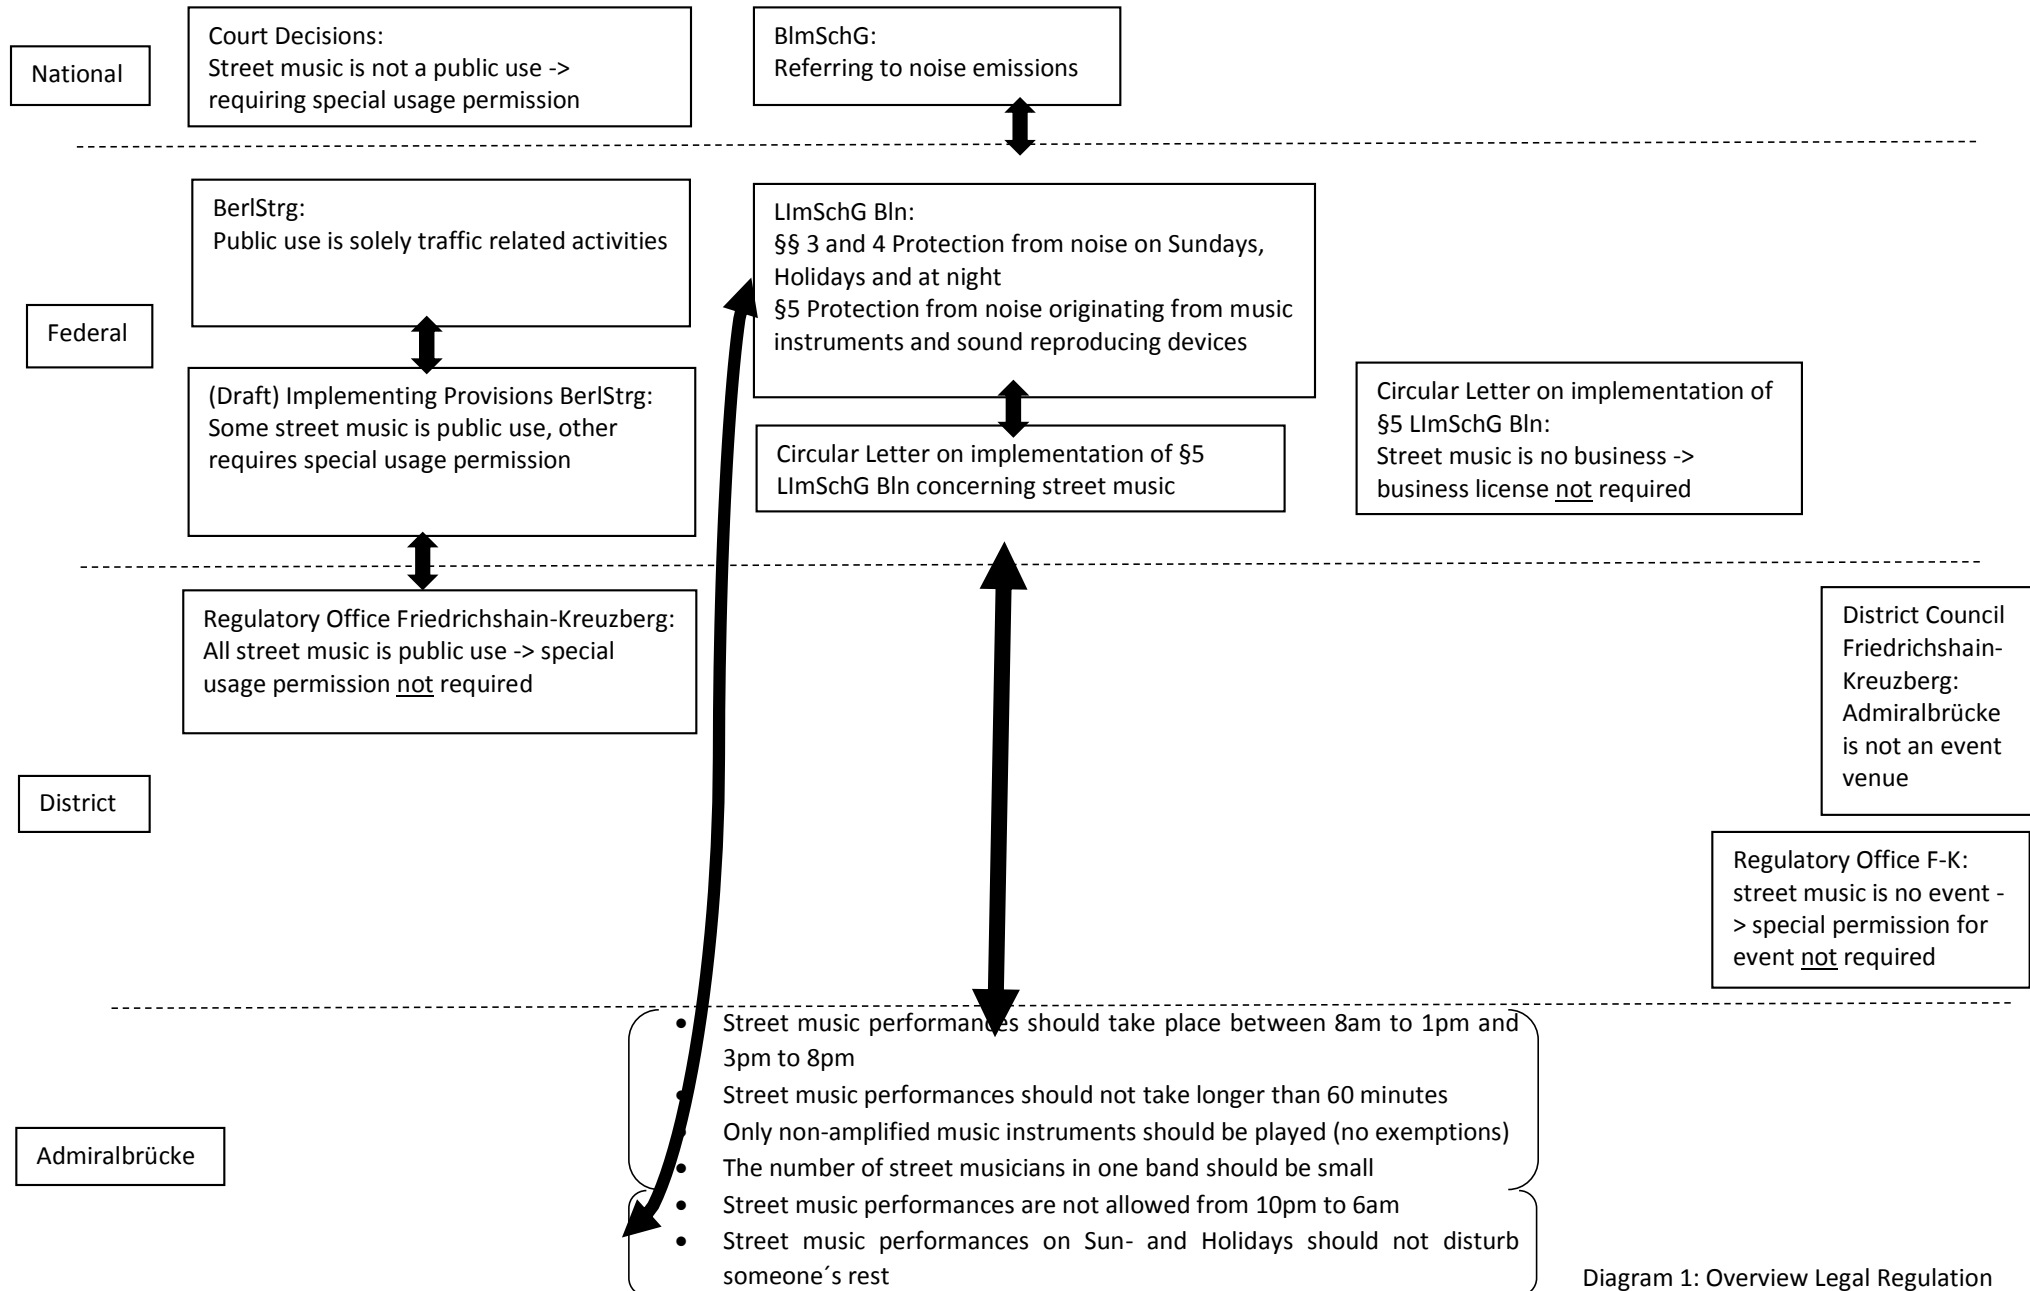 National
Court Decisions:
Street music is not a public use ->
requiring special usage permission
BlmSchG:
Referring to noise emissions
Federal
BerlStrg:
Public use is solely traffic related activities
(Draft) Implementing Provisions BerlStrg:
Some street music is public use, other
requires special usage permission
LImSchG Bln:
§§ 3 and 4 Protection from noise on Sundays,
Holidays and at night
§5 Protection from noise originating from music
instruments and sound reproducing devices
Circular Letter on implementation of §5
LImSchG Bln concerning street music
Circular Letter on implementation of
§5 LImSchG Bln:
Street music is no business ->
business license not required
District
Regulatory Office Friedrichshain-Kreuzberg:
All street music is public use -> special
usage permission not required
District Council
Friedrichshain-
Kreuzberg:
Admiralbrücke
is not an event
venue
Regulatory Office F-K:
street music is no event -
> special permission for
event not required
Admiralbrücke
• Street music performances should take place between 8am to 1pm and
3pm to 8pm
• Street music performances should not take longer than 60 minutes
• Only non-amplified music instruments should be played (no exemptions)
• The number of street musicians in one band should be small
• Street music performances are not allowed from 10pm to 6am
• Street music performances on Sun- and Holidays should not disturb
someone´s rest
Diagram 1: Overview Legal Regulation